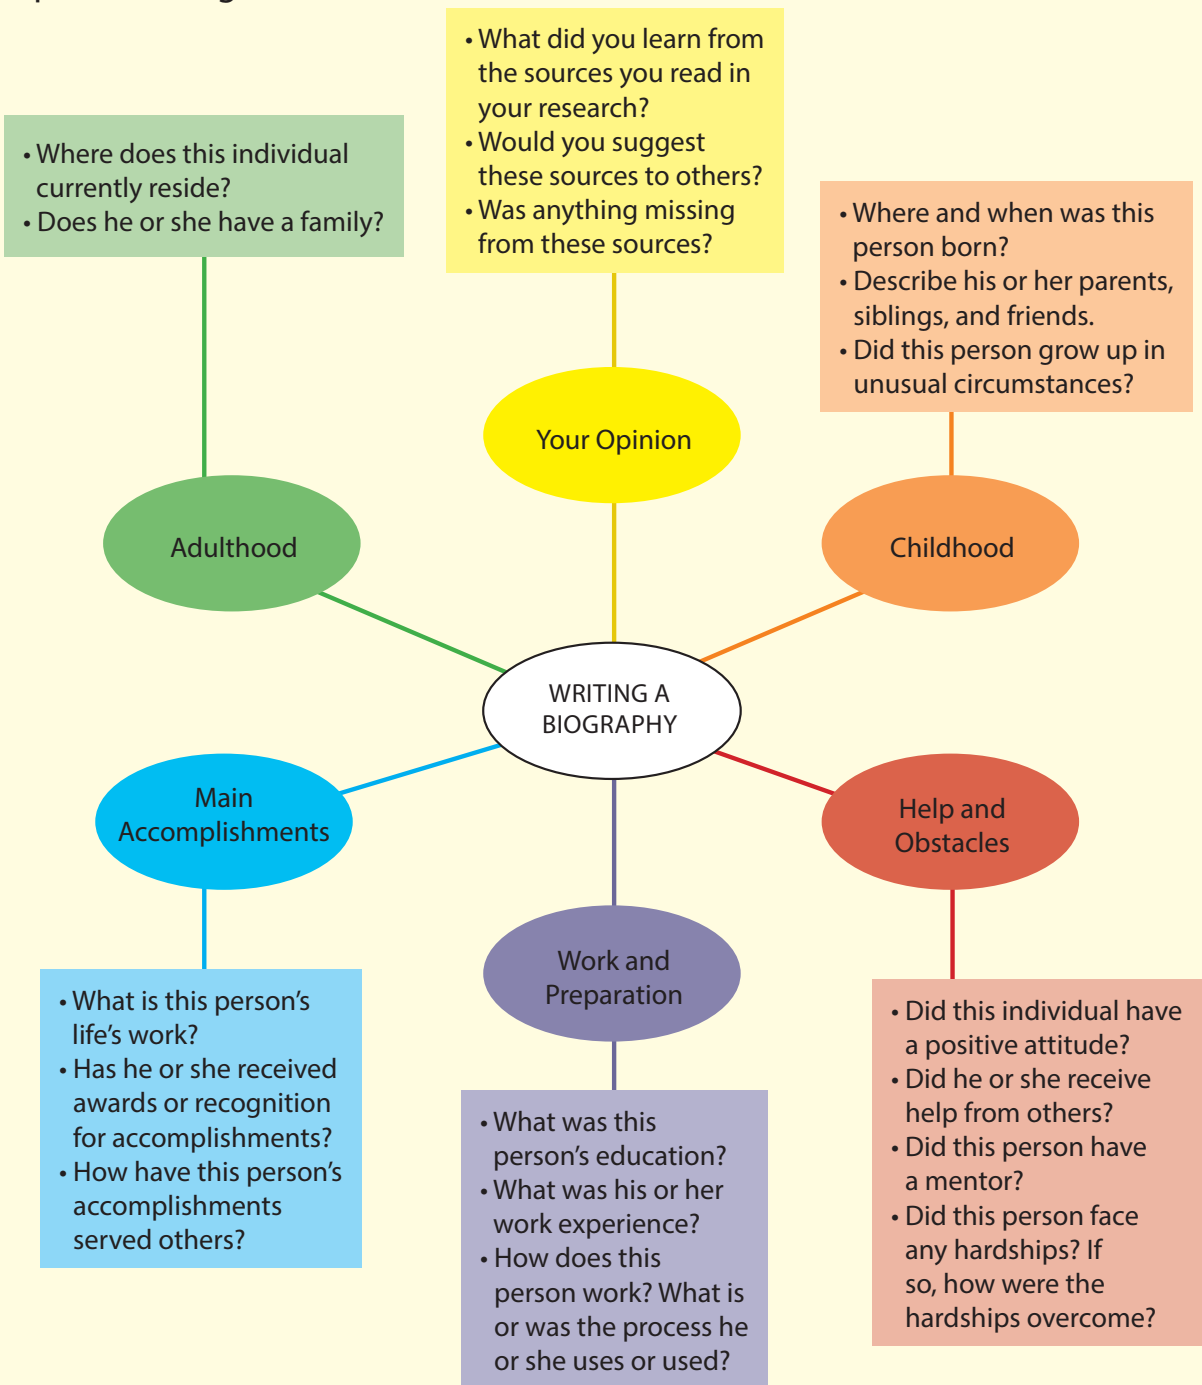 • What did you learn from
the sources you read in
your research?
• Would you suggest
these sources to others?
• Was anything missing
from these sources?
• Where does this individual
currently reside?
• Does he or she have a family?
• Where and when was this
person born?
• Describe his or her parents,
siblings, and friends.
• Did this person grow up in
unusual circumstances?
Your Opinion
Adulthood
Childhood
WRITING A
BIOGRAPHY
Main
Accomplishments
Help and
Obstacles
Work and
Preparation
• What is this person's
life's work?
• Has he or she received
awards or recognition
for accomplishments?
• How have this person's
accomplishments
served others?
• What was this
person's education?
• What was his or her
work experience?
• How does this
person work? What is
or was the process he
or she uses or used?
• Did this individual have
a positive attitude?
• Did he or she receive
help from others?
• Did this person have
a mentor?
• Did this person face
any hardships? If
so, how were the
hardships overcome?